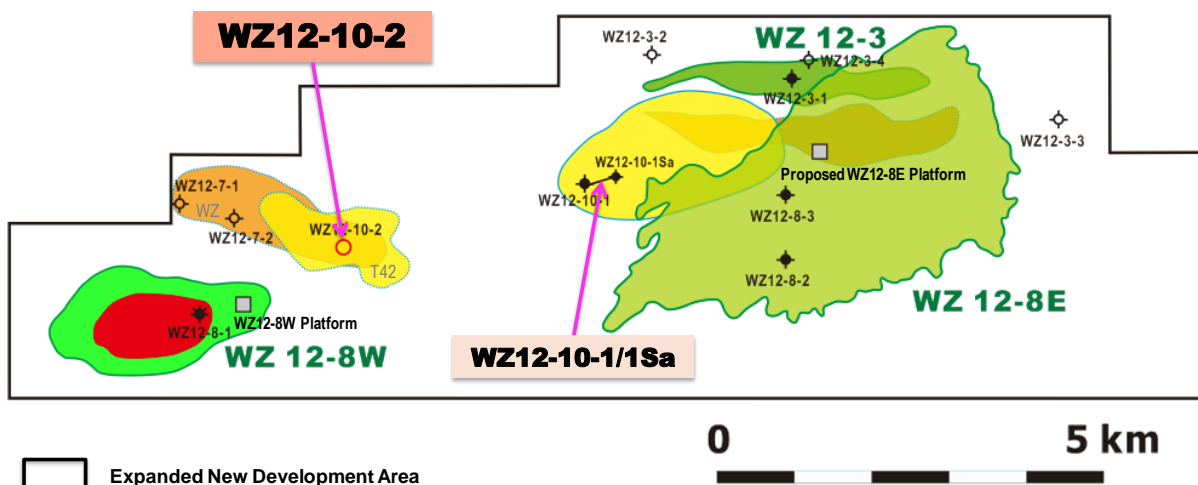 WZ12-10-2
WZ 12-3
WZ12-3-2
WZ12-3-4
WZ12-3-1
WZ12-3-3
WZ12-10-1Sa
WZ12-10-1
Proposed WZ12-8E Platform
WZ12-7-1
WZ
WZ12-7-2
WZ12-10-2
T42
WZ12-8-3
WZ12-8-2
WZ 12-8E
WZ12-8W Platform
WZ12-8-1
WZ 12-8W
WZ12-10-1/1Sa
0 5 km
Expanded New Development Area